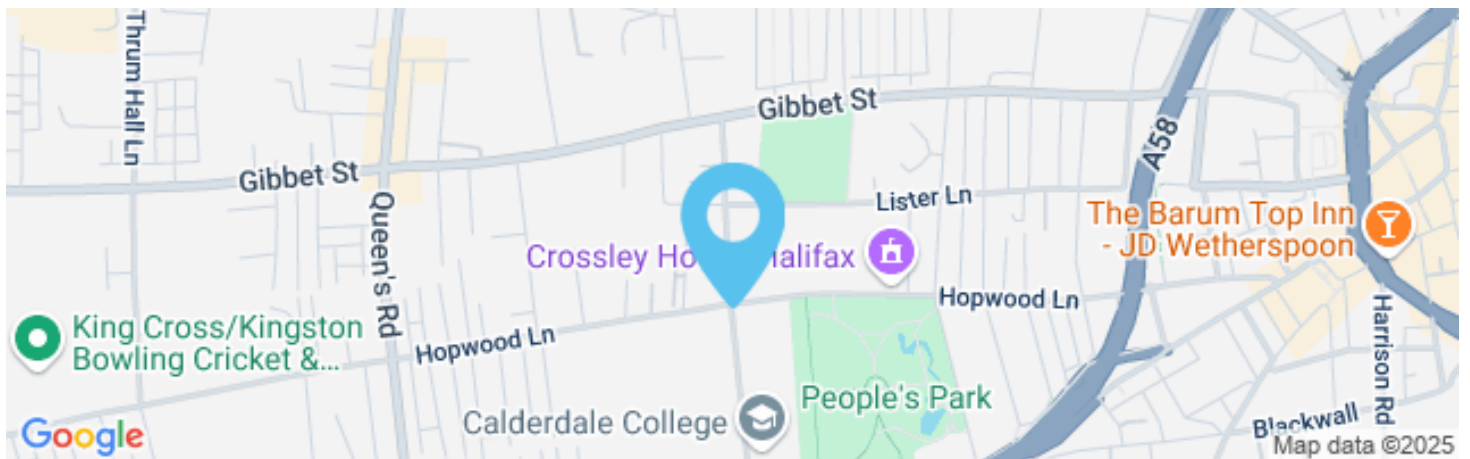 Thrum Hall Ln
Gibbet St
Gibbet St
Queen's Rd
A58
Lister Ln
The Barum Top Inn
- JD Wetherspoon
Crossley Ho
alifax
Hopwood Ln
Hopwood Ln
King Cross/Kingston
Bowling Cricket &...
Harrison Rd
People's Park
Calderdale College
Blackwall
Google
Map data ©2025